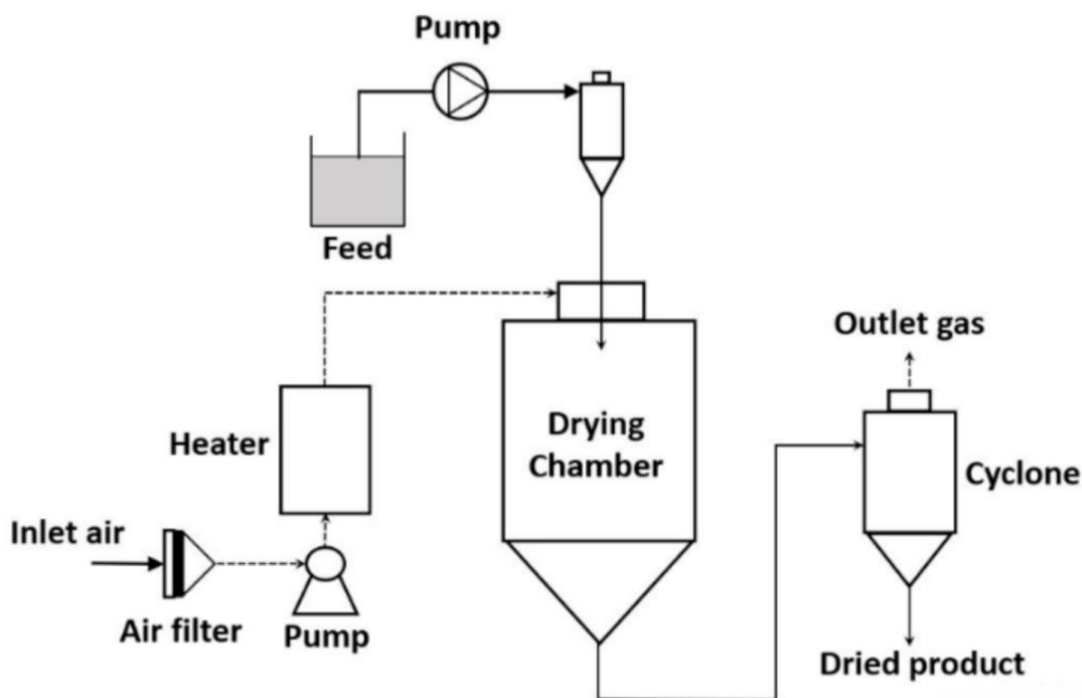 Pump
Feed
Outlet gas
Heater
Drying
Chamber
Cyclone
Inlet air
Air filter
Pump
Dried product